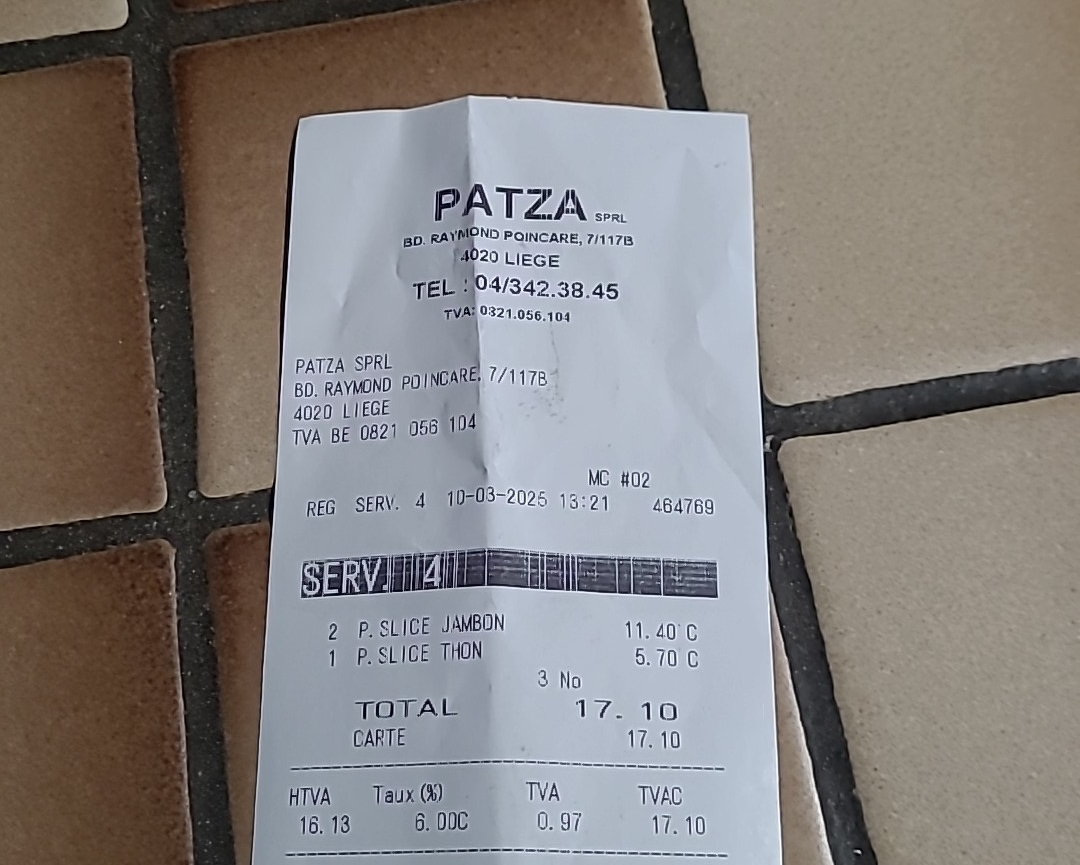 PATZA SPRL
BD. RAYMOND POINCARE, 7/117B
4020 LIEGE
TEL : 04/342.38.45
TVA: 0821.056.104
PATZA SPRL
BD. RAYMOND POINCARE, 7/117B
4020 LIEGE
TVA BE 0821 056 104
MC #02
REG SERV. 4 10-03-2025 13:21 464769
SERV. 4
2 P.SLICE JAMBON 11.40 C
1 P.SLICE THON 5.70 C
3 No
TOTAL 17.10
CARTE 17.10
HTVA Taux (%) TVA TVAC
16.13 6.00C 0.97 17.10